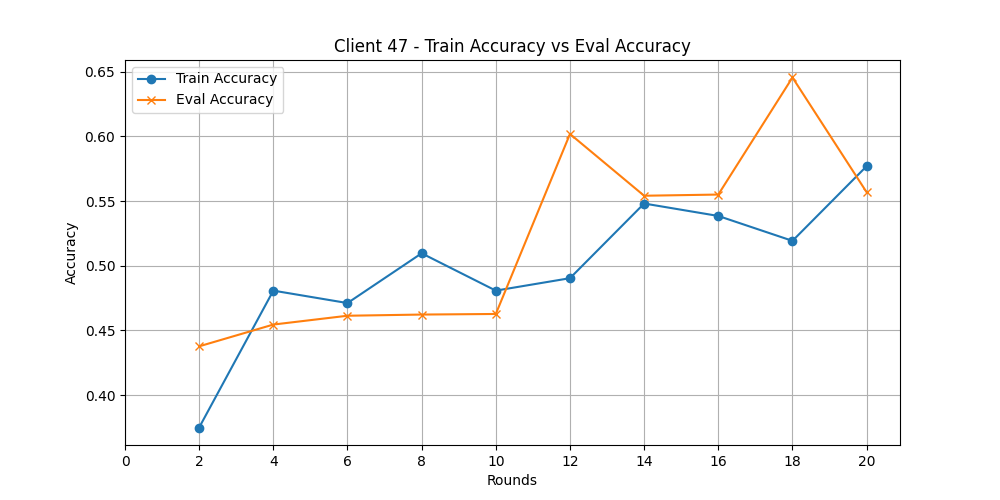 Client 47 - Train Accuracy vs Eval Accuracy
Train Accuracy
Eval Accuracy
0.65
0.60
0.55
0.50
0.45
0.40
Accuracy
0 2 4 6 8 10 12 14 16 18 20
Rounds